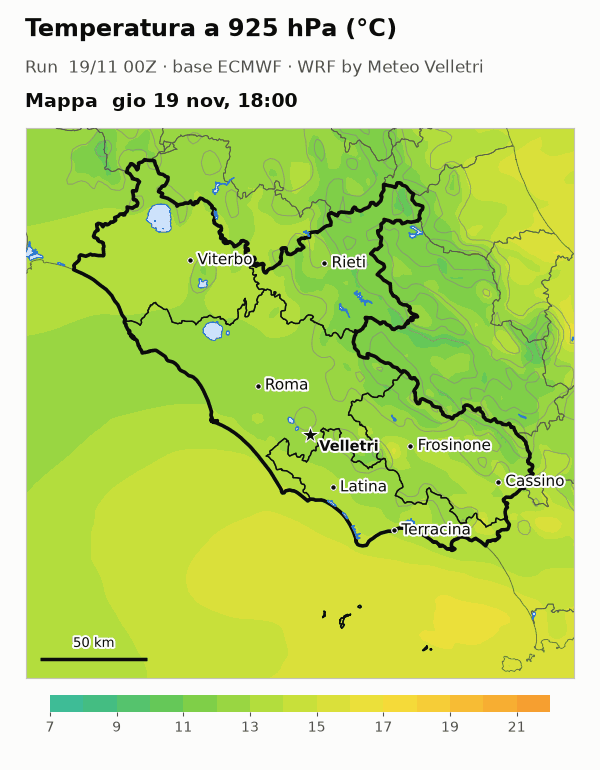 Temperatura a 925 hPa (°C)
Run  19/11 00Z · base ECMWF · WRF by Meteo Velletri
Mappa  gio 19 nov, 18:00
Viterbo
Rieti
Roma
Velletri
Frosinone
Cassino
Latina
Terracina
50 km
7 9 11 13 15 17 19 21